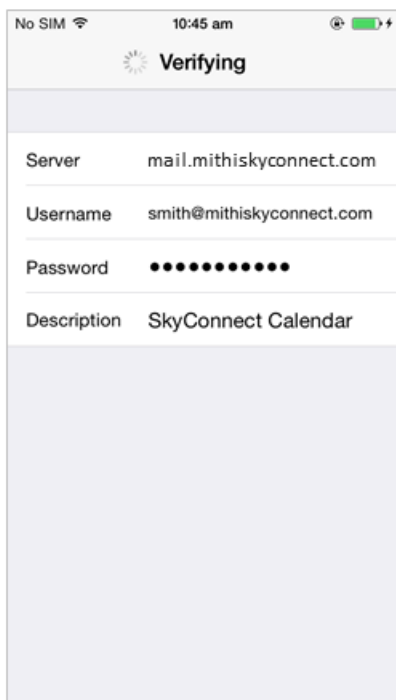 No SIM 10:45 am
Verifying
Server mail.mithiskyconnect.com
Username smith@mithiskyconnect.com
Password ●●●●●●●●●●●
Description SkyConnect Calendar